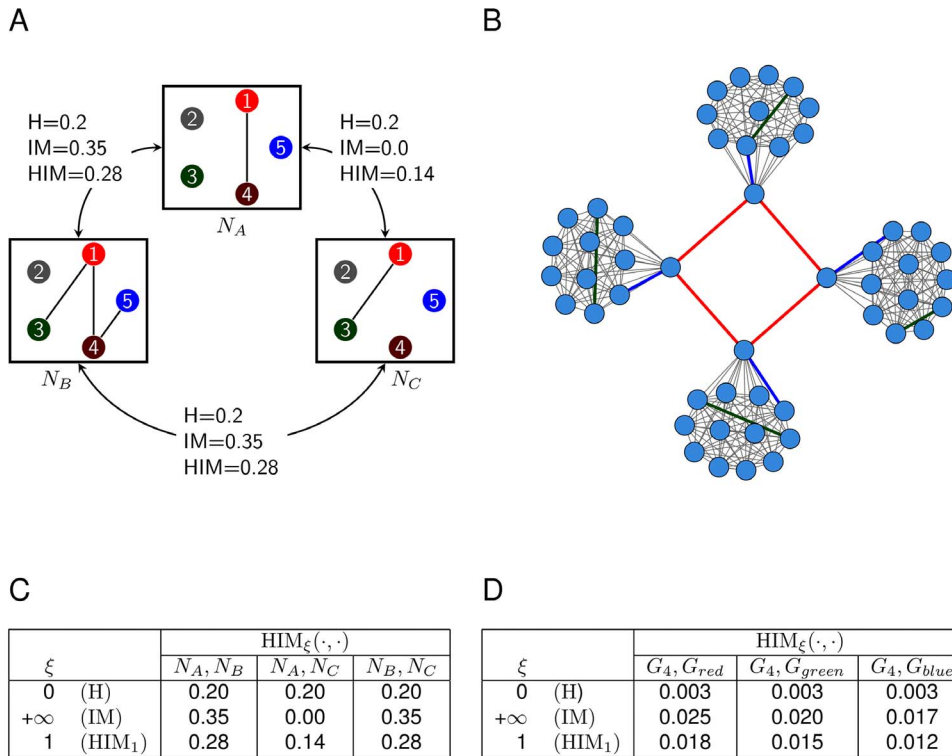 A
B
1
2
5
3
4
N_A
H=0.2
IM=0.35
HIM=0.28
H=0.2
IM=0.0
HIM=0.14
1
2
5
3
4
N_B
1
2
5
3
4
N_C
H=0.2
IM=0.35
HIM=0.28
C
HIM_ξ(·,·)
ξ N_A, N_B N_A, N_C N_B, N_C
0 (H) 0.20 0.20 0.20
+∞ (IM) 0.35 0.00 0.35
1 (HIM_1) 0.28 0.14 0.28
D
HIM_ξ(·,·)
ξ G_4, G_red G_4, G_green G_4, G_blue
0 (H) 0.003 0.003 0.003
+∞ (IM) 0.025 0.020 0.017
1 (HIM_1) 0.018 0.015 0.012